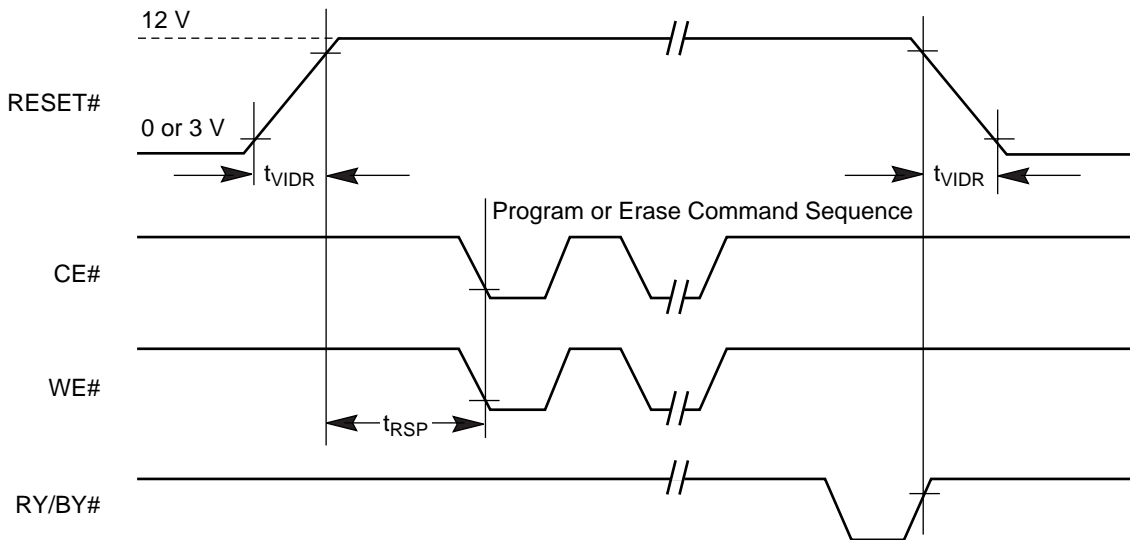 12 V
RESET#
0 or 3 V
tVIDR
tVIDR
Program or Erase Command Sequence
CE#
WE#
tRSP
RY/BY#